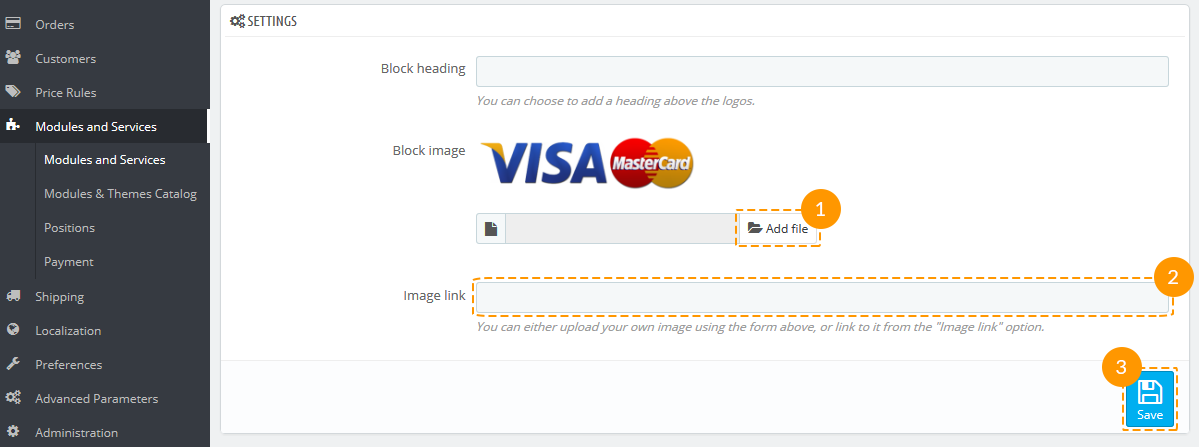 Orders
Customers
Price Rules
Modules and Services
Modules and Services
Modules & Themes Catalog
Positions
Payment
Shipping
Localization
Preferences
Advanced Parameters
Administration
SETTINGS
Block heading
You can choose to add a heading above the logos.
Block image
VISA MasterCard
1
Add file
2
Image link
You can either upload your own image using the form above, or link to it from the "Image link" option.
3
Save